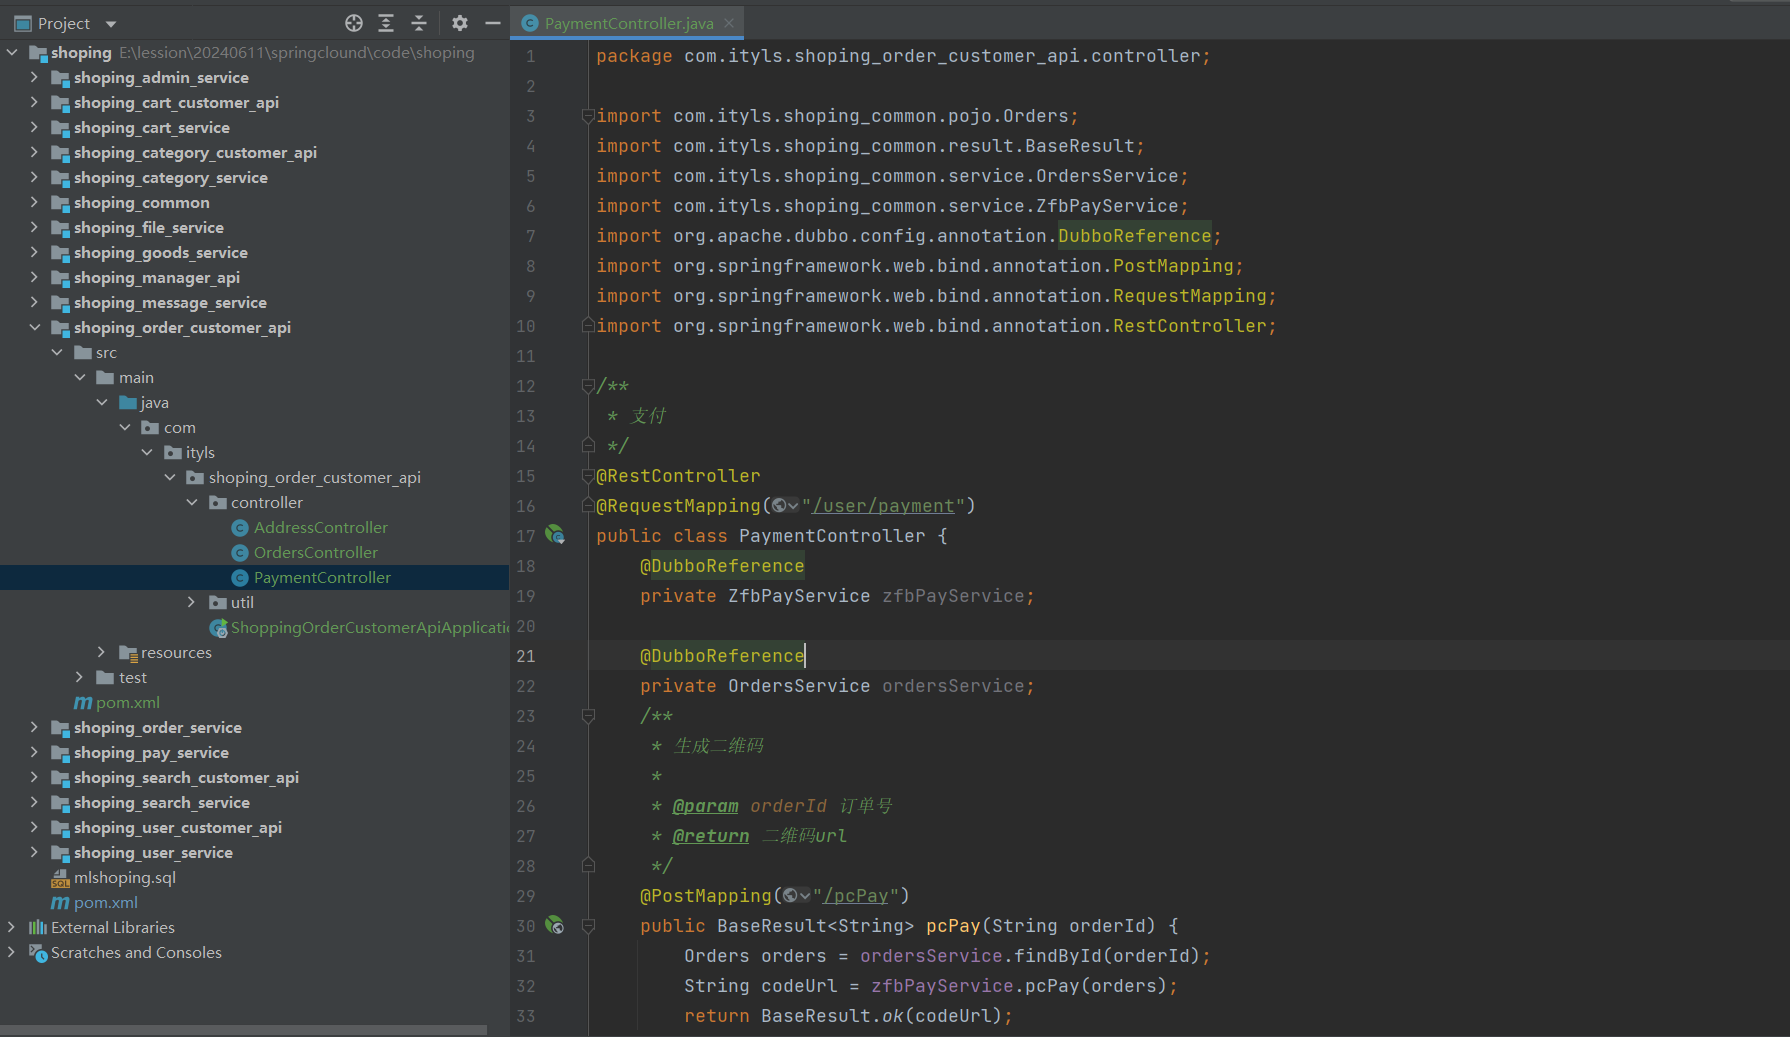 Project
shoping E:\lession\20240611\springclound\code\shoping
shoping_admin_service
shoping_cart_customer_api
shoping_cart_service
shoping_category_customer_api
shoping_category_service
shoping_common
shoping_file_service
shoping_goods_service
shoping_manager_api
shoping_message_service
shoping_order_customer_api
src
main
java
com
ityls
shoping_order_customer_api
controller
AddressController
OrdersController
PaymentController
util
ShoppingOrderCustomerApiApplicatio
resources
test
pom.xml
shoping_order_service
shoping_pay_service
shoping_search_customer_api
shoping_search_service
shoping_user_customer_api
shoping_user_service
mlshoping.sql
pom.xml
External Libraries
Scratches and Consoles
PaymentController.java
1 package com.ityls.shoping_order_customer_api.controller;
2
3 import com.ityls.shoping_common.pojo.Orders;
4 import com.ityls.shoping_common.result.BaseResult;
5 import com.ityls.shoping_common.service.OrdersService;
6 import com.ityls.shoping_common.service.ZfbPayService;
7 import org.apache.dubbo.config.annotation.DubboReference;
8 import org.springframework.web.bind.annotation.PostMapping;
9 import org.springframework.web.bind.annotation.RequestMapping;
10 import org.springframework.web.bind.annotation.RestController;
11
12 /**
13 * 支付
14 */
15 @RestController
16 @RequestMapping("/user/payment")
17 public class PaymentController {
18 @DubboReference
19 private ZfbPayService zfbPayService;
20
21 @DubboReference
22 private OrdersService ordersService;
23 /**
24 * 生成二维码
25 *
26 * @param orderId 订单号
27 * @return 二维码url
28 */
29 @PostMapping("/pcPay")
30 public BaseResult<String> pcPay(String orderId) {
31 Orders orders = ordersService.findById(orderId);
32 String codeUrl = zfbPayService.pcPay(orders);
33 return BaseResult.ok(codeUrl);